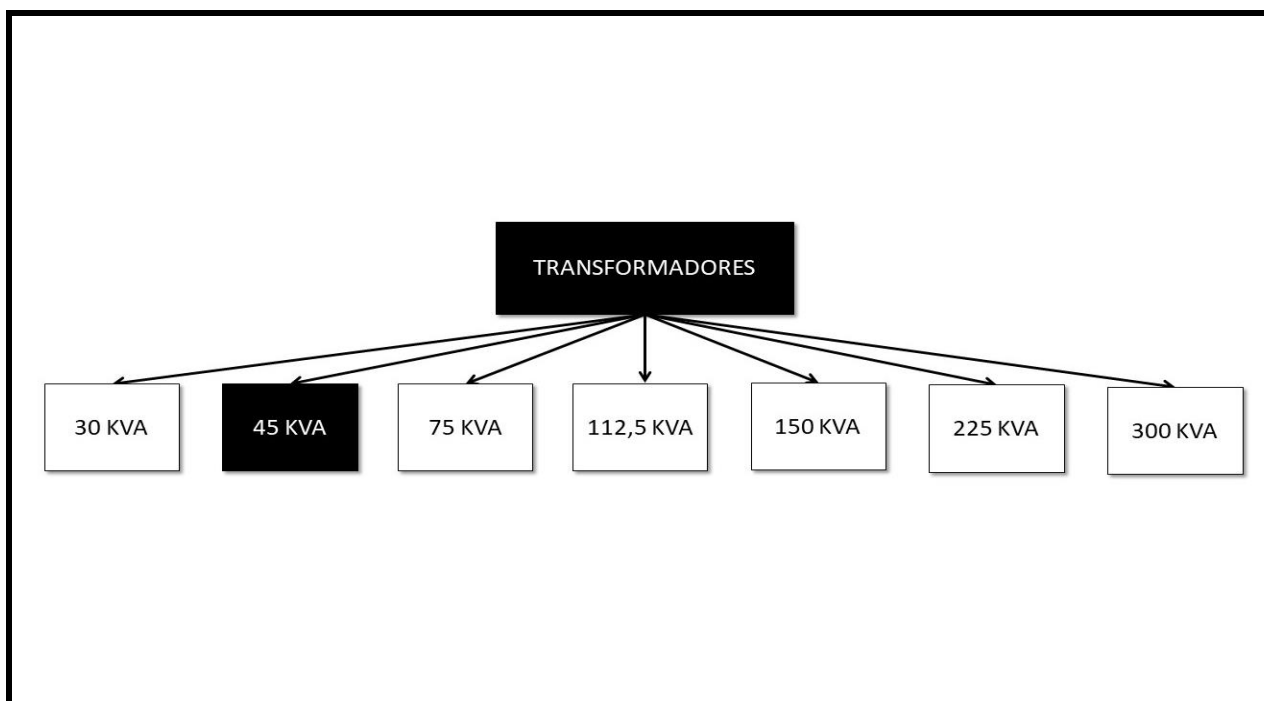 TRANSFORMADORES
30 KVA
45 KVA
75 KVA
112,5 KVA
150 KVA
225 KVA
300 KVA